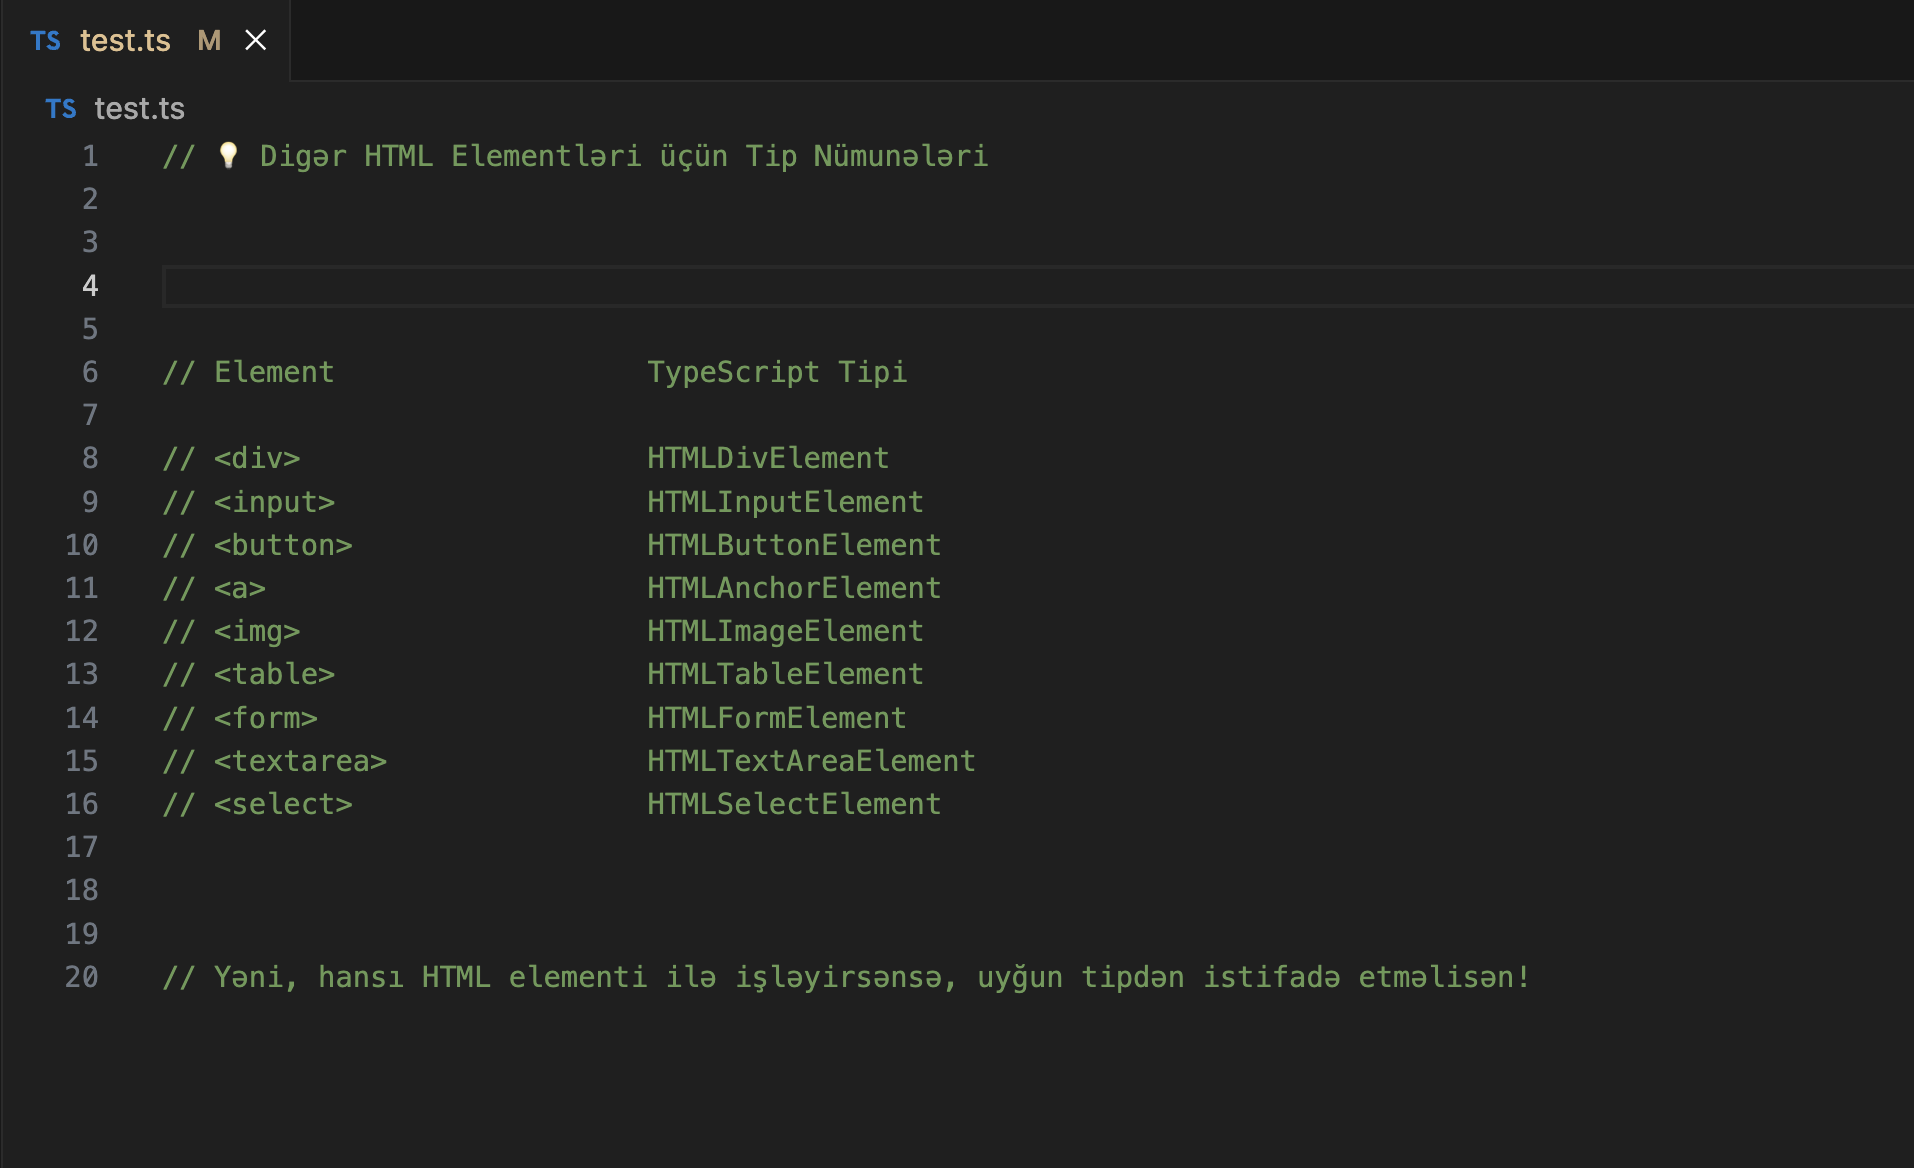 TS test.ts M
TS test.ts
1 // 💡 Digər HTML Elementləri üçün Tip Nümunələri
2
3
4
5
6 // Element TypeScript Tipi
7
8 // <div> HTMLDivElement
9 // <input> HTMLInputElement
10 // <button> HTMLButtonElement
11 // <a> HTMLAnchorElement
12 // <img> HTMLImageElement
13 // <table> HTMLTableElement
14 // <form> HTMLFormElement
15 // <textarea> HTMLTextAreaElement
16 // <select> HTMLSelectElement
17
18
19
20 // Yəni, hansı HTML elementi ilə işləyirsənsə, uyğun tipdən istifadə etməlisən!